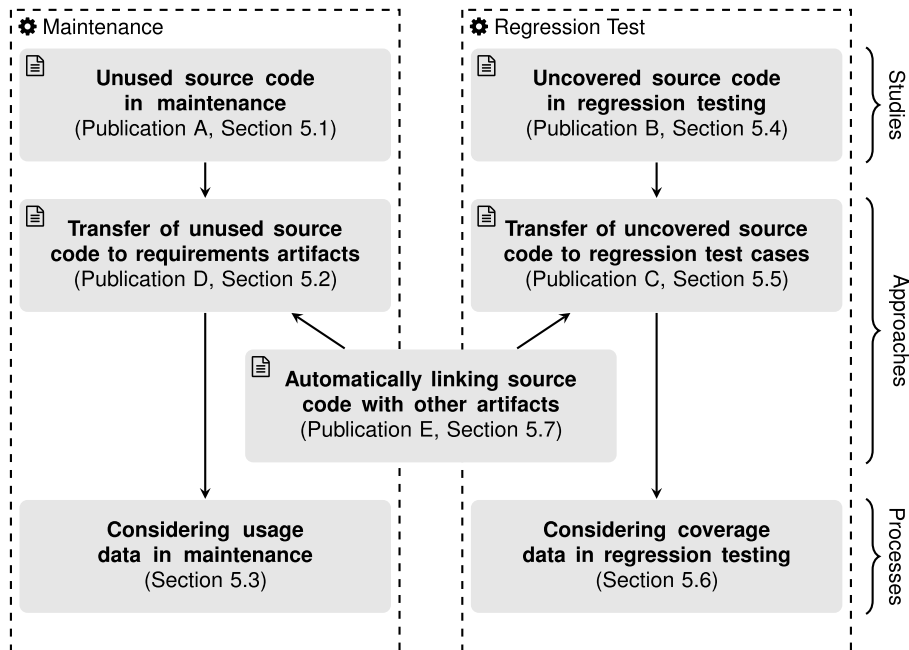 Maintenance
Unused source code
in maintenance
(Publication A, Section 5.1)
Transfer of unused source
code to requirements artifacts
(Publication D, Section 5.2)
Regression Test
Uncovered source code
in regression testing
(Publication B, Section 5.4)
Transfer of uncovered source
code to regression test cases
(Publication C, Section 5.5)
Automatically linking source
code with other artifacts
(Publication E, Section 5.7)
Considering usage
data in maintenance
(Section 5.3)
Considering coverage
data in regression testing
(Section 5.6)
Studies
Approaches
Processes